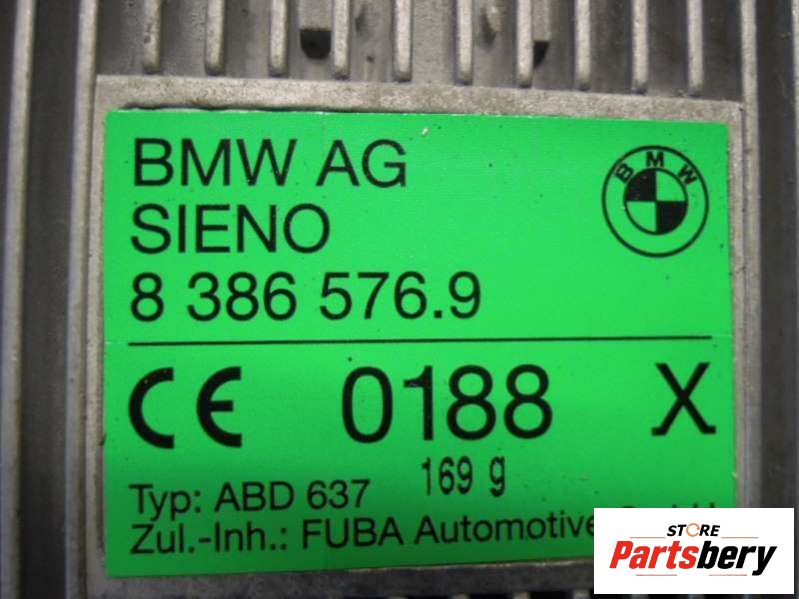 BMW AG
BMW
SIENO
8 386 576.9
CE 0188 X
169 g
Typ: ABD 637
Zul.-Inh.: FUBA Automotive
STORE
Partsbery